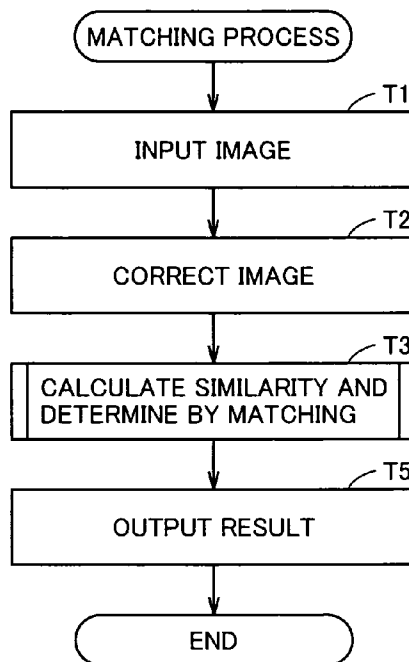 MATCHING PROCESS
T1
INPUT IMAGE
T2
CORRECT IMAGE
T3
CALCULATE SIMILARITY AND
DETERMINE BY MATCHING
T5
OUTPUT RESULT
END